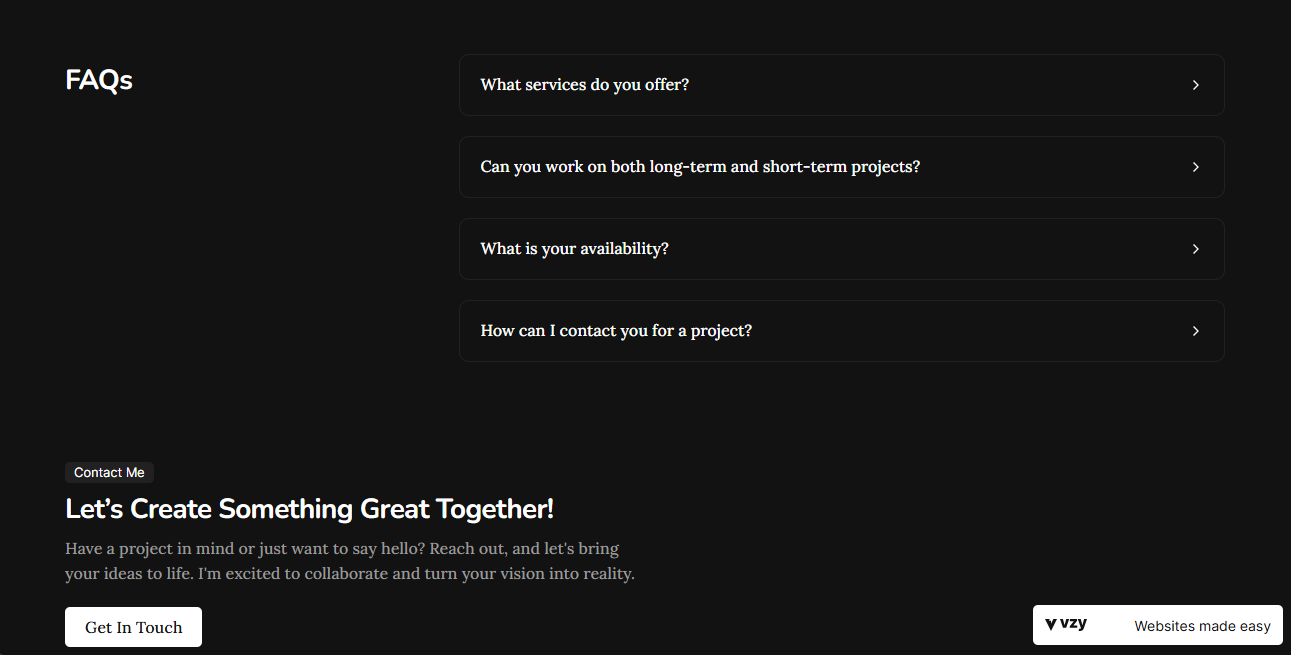 FAQs
What services do you offer?
Can you work on both long-term and short-term projects?
What is your availability?
How can I contact you for a project?
Contact Me
Let’s Create Something Great Together!
Have a project in mind or just want to say hello? Reach out, and let's bring
your ideas to life. I'm excited to collaborate and turn your vision into reality.
Get In Touch
vzy Websites made easy